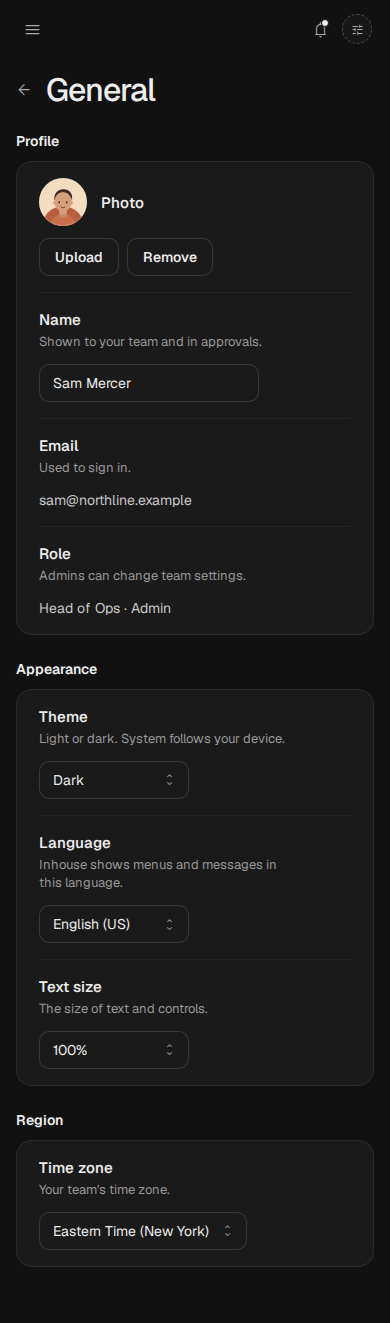 General
Profile
Photo
Upload
Remove
Name
Shown to your team and in approvals.
Sam Mercer
Email
Used to sign in.
sam@northline.example
Role
Admins can change team settings.
Head of Ops · Admin
Appearance
Theme
Light or dark. System follows your device.
Dark
Language
Inhouse shows menus and messages in
this language.
English (US)
Text size
The size of text and controls.
100%
Region
Time zone
Your team's time zone.
Eastern Time (New York)